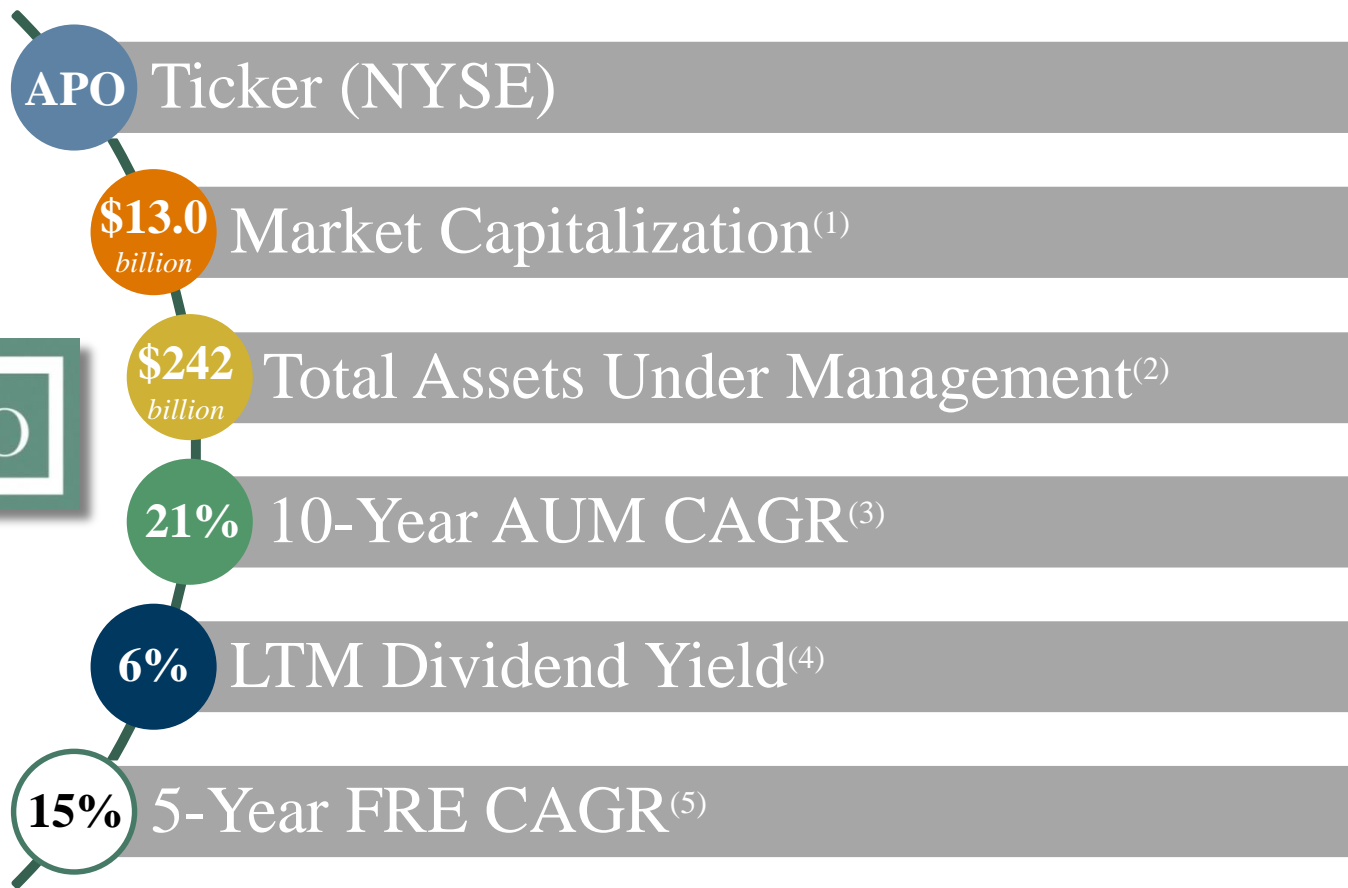 APO Ticker (NYSE)
$13.0 billion Market Capitalization(1)
$242 billion Total Assets Under Management(2)
21% 10-Year AUM CAGR(3)
6% LTM Dividend Yield(4)
15% 5-Year FRE CAGR(5)